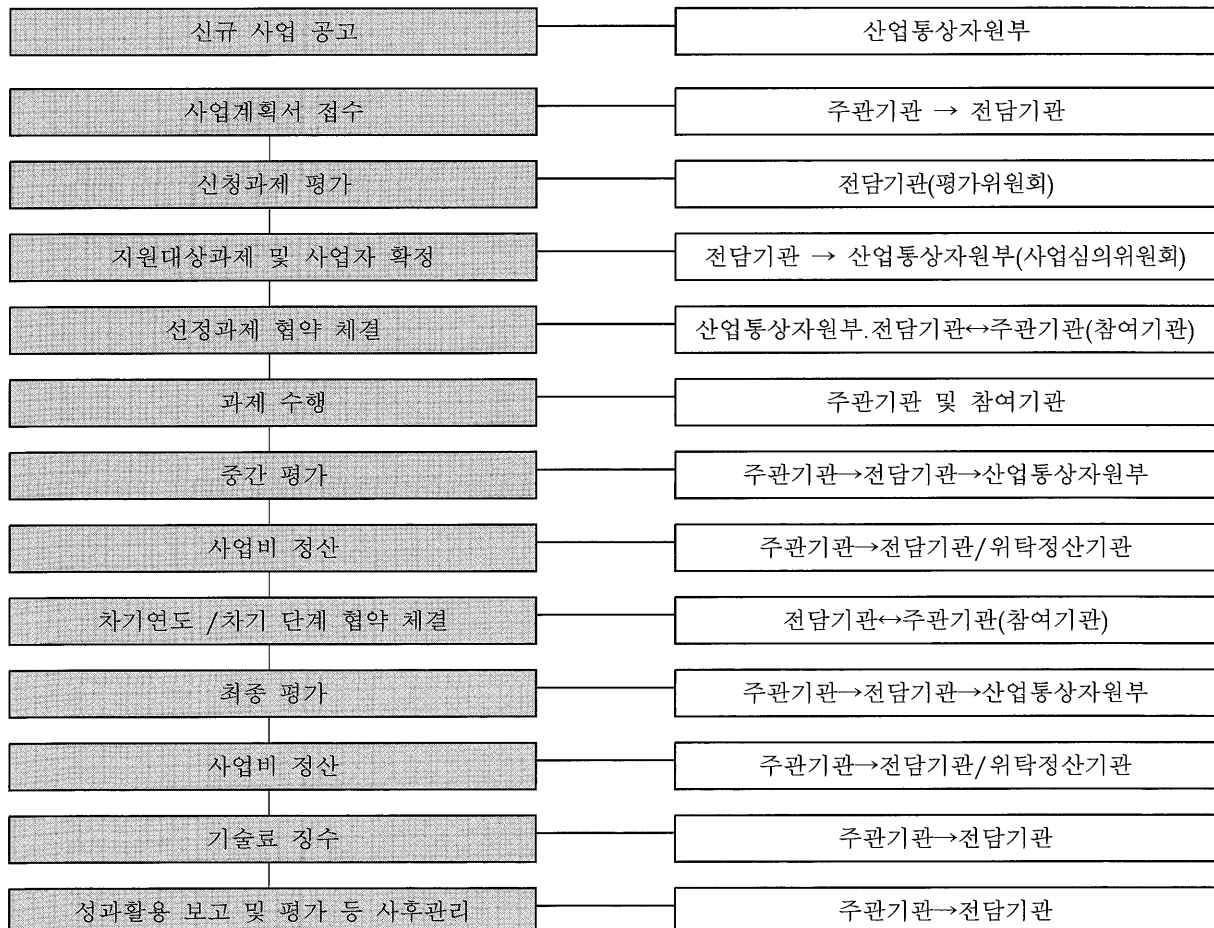 신규 사업 공고
산업통상자원부
사업계획서 접수
주관기관 → 전담기관
신청과제 평가
전담기관(평가위원회)
지원대상과제 및 사업자 확정
전담기관 → 산업통상자원부(사업심의위원회)
선정과제 협약 체결
산업통상자원부.전담기관↔주관기관(참여기관)
과제 수행
주관기관 및 참여기관
중간 평가
주관기관→전담기관→산업통상자원부
사업비 정산
주관기관→전담기관/위탁정산기관
차기연도 /차기 단계 협약 체결
전담기관↔주관기관(참여기관)
최종 평가
주관기관→전담기관→산업통상자원부
사업비 정산
주관기관→전담기관/위탁정산기관
기술료 징수
주관기관→전담기관
성과활용 보고 및 평가 등 사후관리
주관기관→전담기관